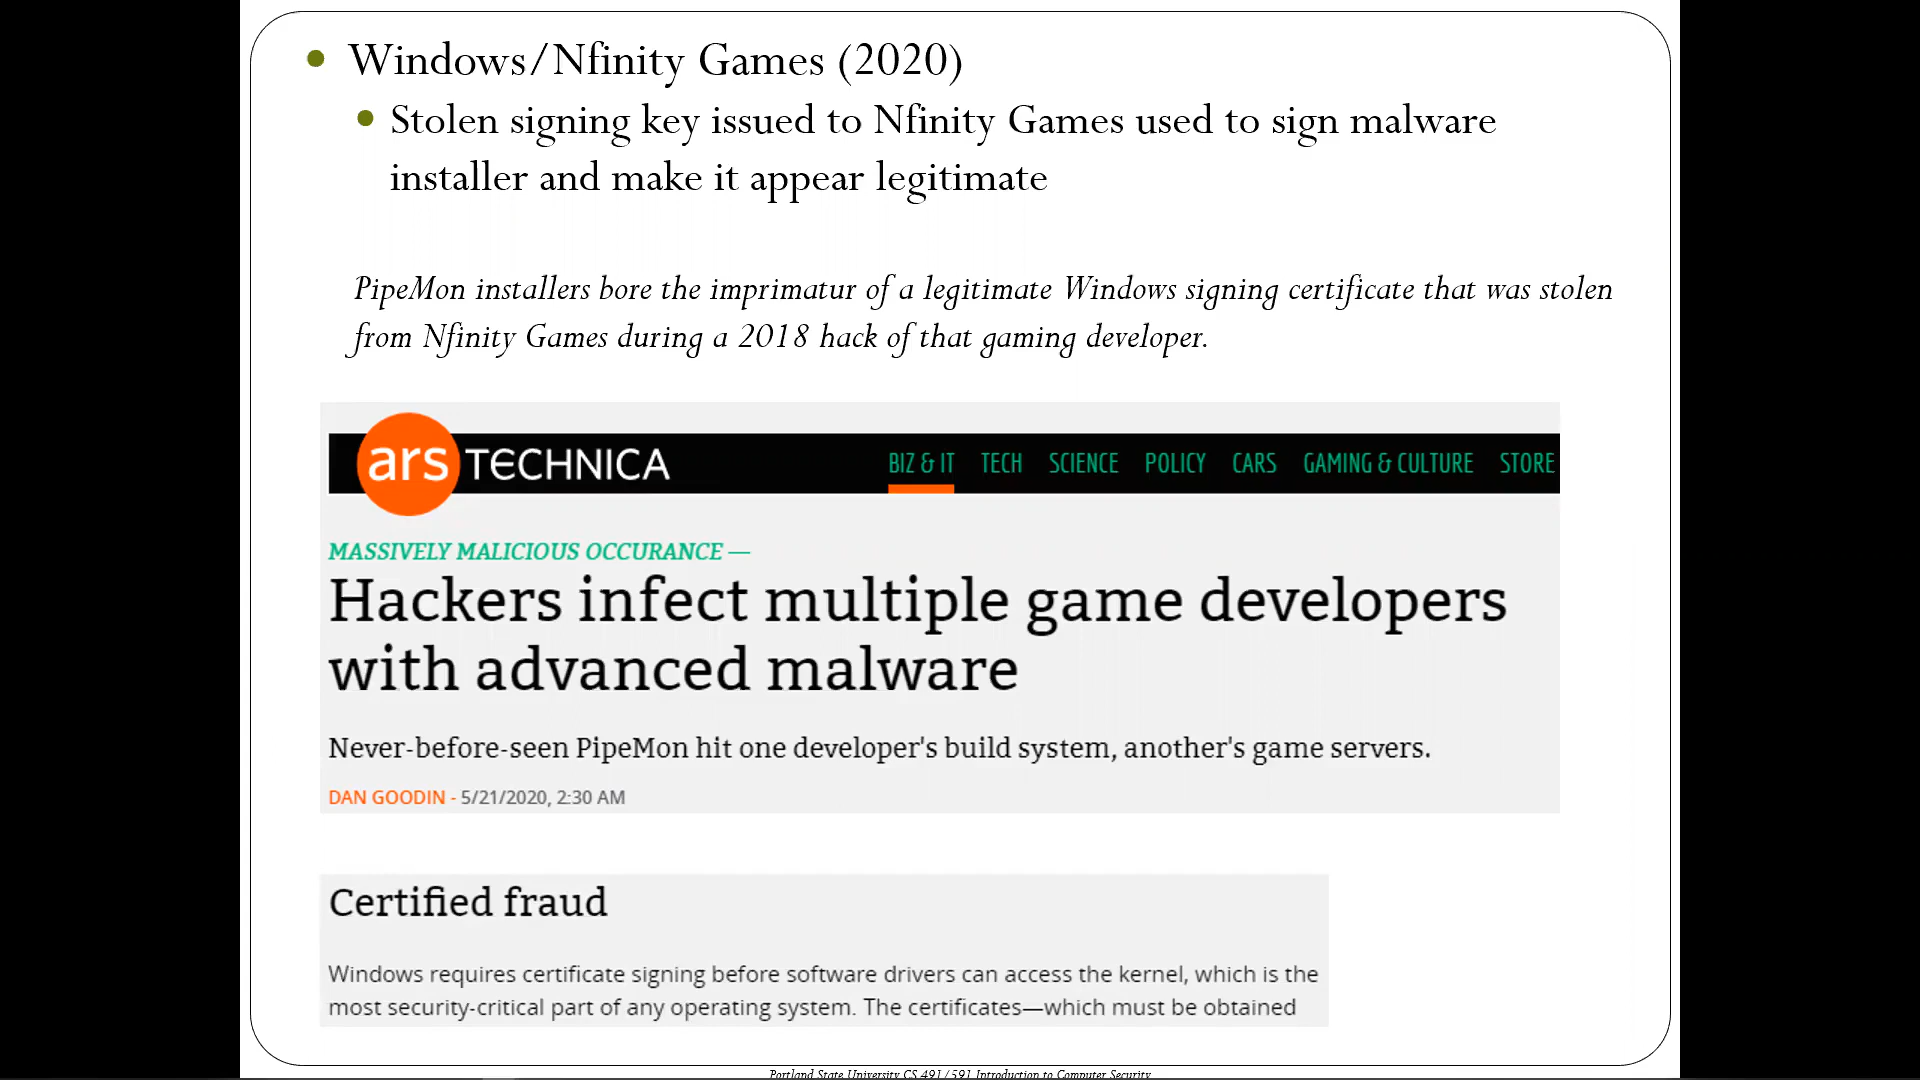 Windows/Nfinity Games (2020)
Stolen signing key issued to Nfinity Games used to sign malware
installer and make it appear legitimate
PipeMon installers bore the imprimatur of a legitimate Windows signing certificate that was stolen
from Nfinity Games during a 2018 hack of that gaming developer.
ars TECHNICA
BIZ & IT TECH SCIENCE POLICY CARS GAMING & CULTURE STORE
MASSIVELY MALICIOUS OCCURANCE —
Hackers infect multiple game developers
with advanced malware
Never-before-seen PipeMon hit one developer's build system, another's game servers.
DAN GOODIN - 5/21/2020, 2:30 AM
Certified fraud
Windows requires certificate signing before software drivers can access the kernel, which is the
most security-critical part of any operating system. The certificates—which must be obtained
Portland State University CS 491/591 Introduction to Computer Security